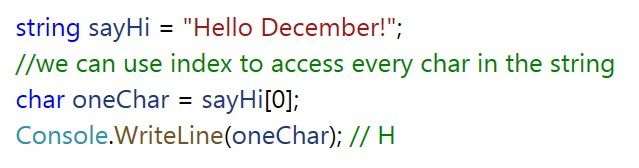 string sayHi = "Hello December!";
//we can use index to access every char in the string
char oneChar = sayHi[0];
Console.WriteLine(oneChar); // H